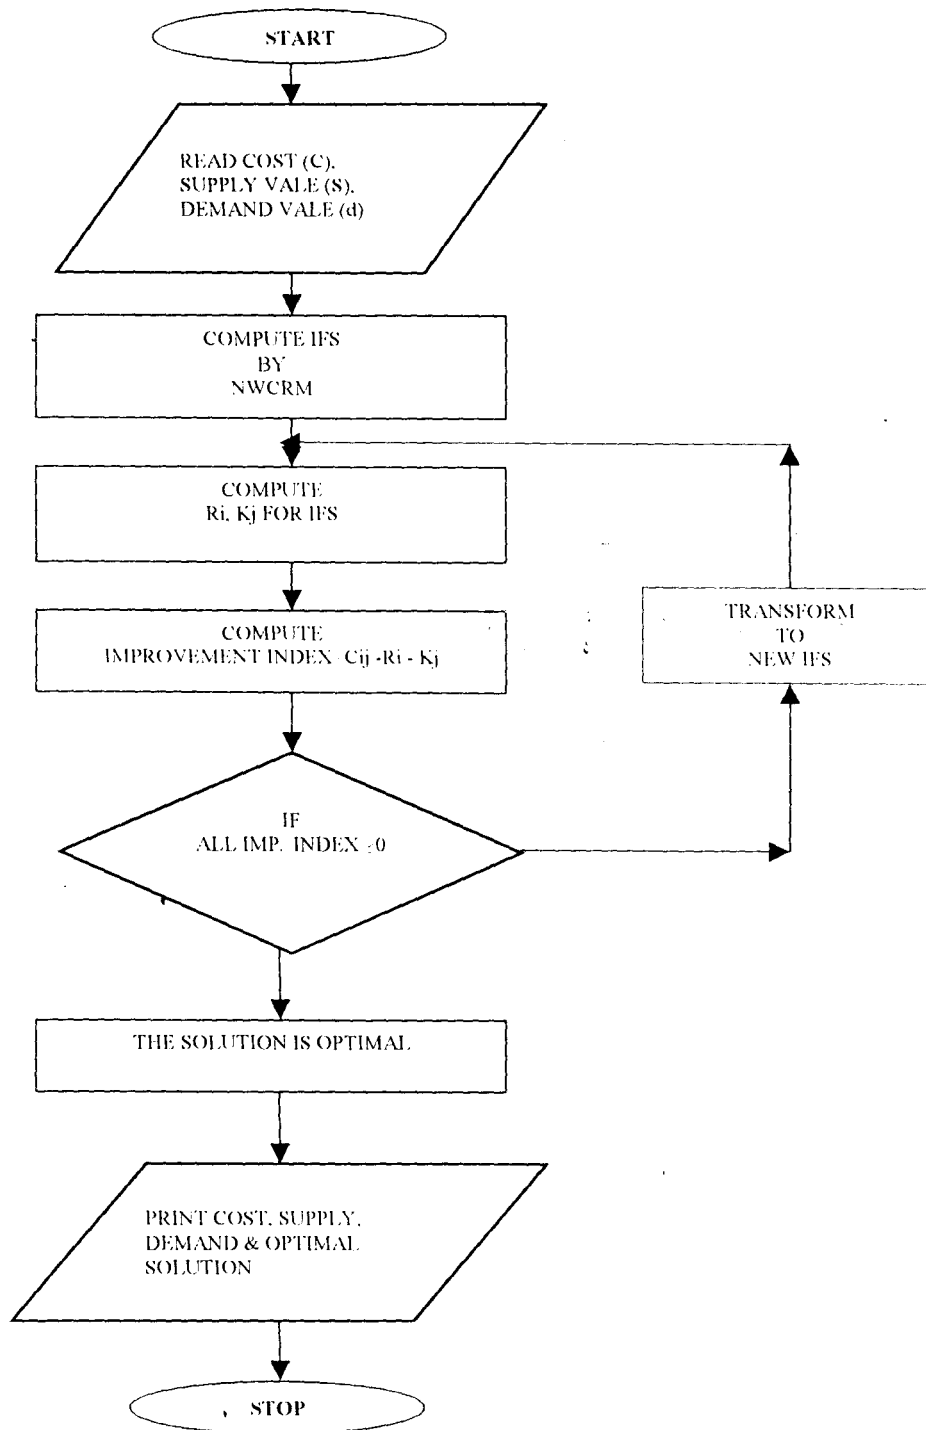 START
READ COST (C),
SUPPLY VALE (S),
DEMAND VALE (d)
COMPUTE IFS
BY
NWCRM
COMPUTE
Ri, Kj FOR IFS
COMPUTE
IMPROVEMENT INDEX Cij -Ri - Kj
TRANSFORM
TO
NEW IFS
IF
ALL IMP. INDEX 0
THE SOLUTION IS OPTIMAL
PRINT COST, SUPPLY,
DEMAND & OPTIMAL
SOLUTION
STOP